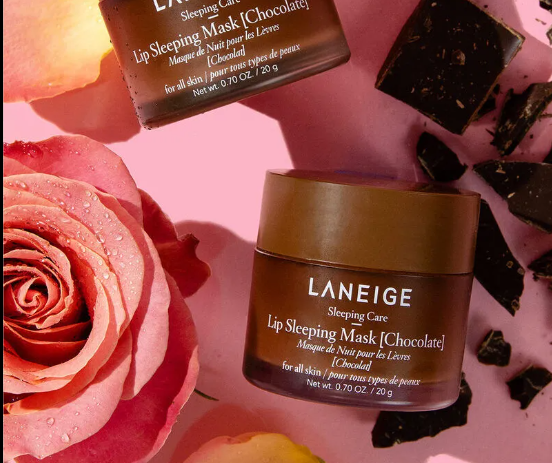 Sleeping Care
Lip Sleeping Mask [Chocolate]
Masque de Nuit pour les Lèvres
[Chocolat]
for all skin / pour tous types de peaux
Net wt. 0.70 OZ. / 20 g
LANEIGE
Sleeping Care
Lip Sleeping Mask [Chocolate]
Masque de Nuit pour les Lèvres
[Chocolat]
for all skin / pour tous types de peaux
Net wt. 0.70 OZ. / 20 g